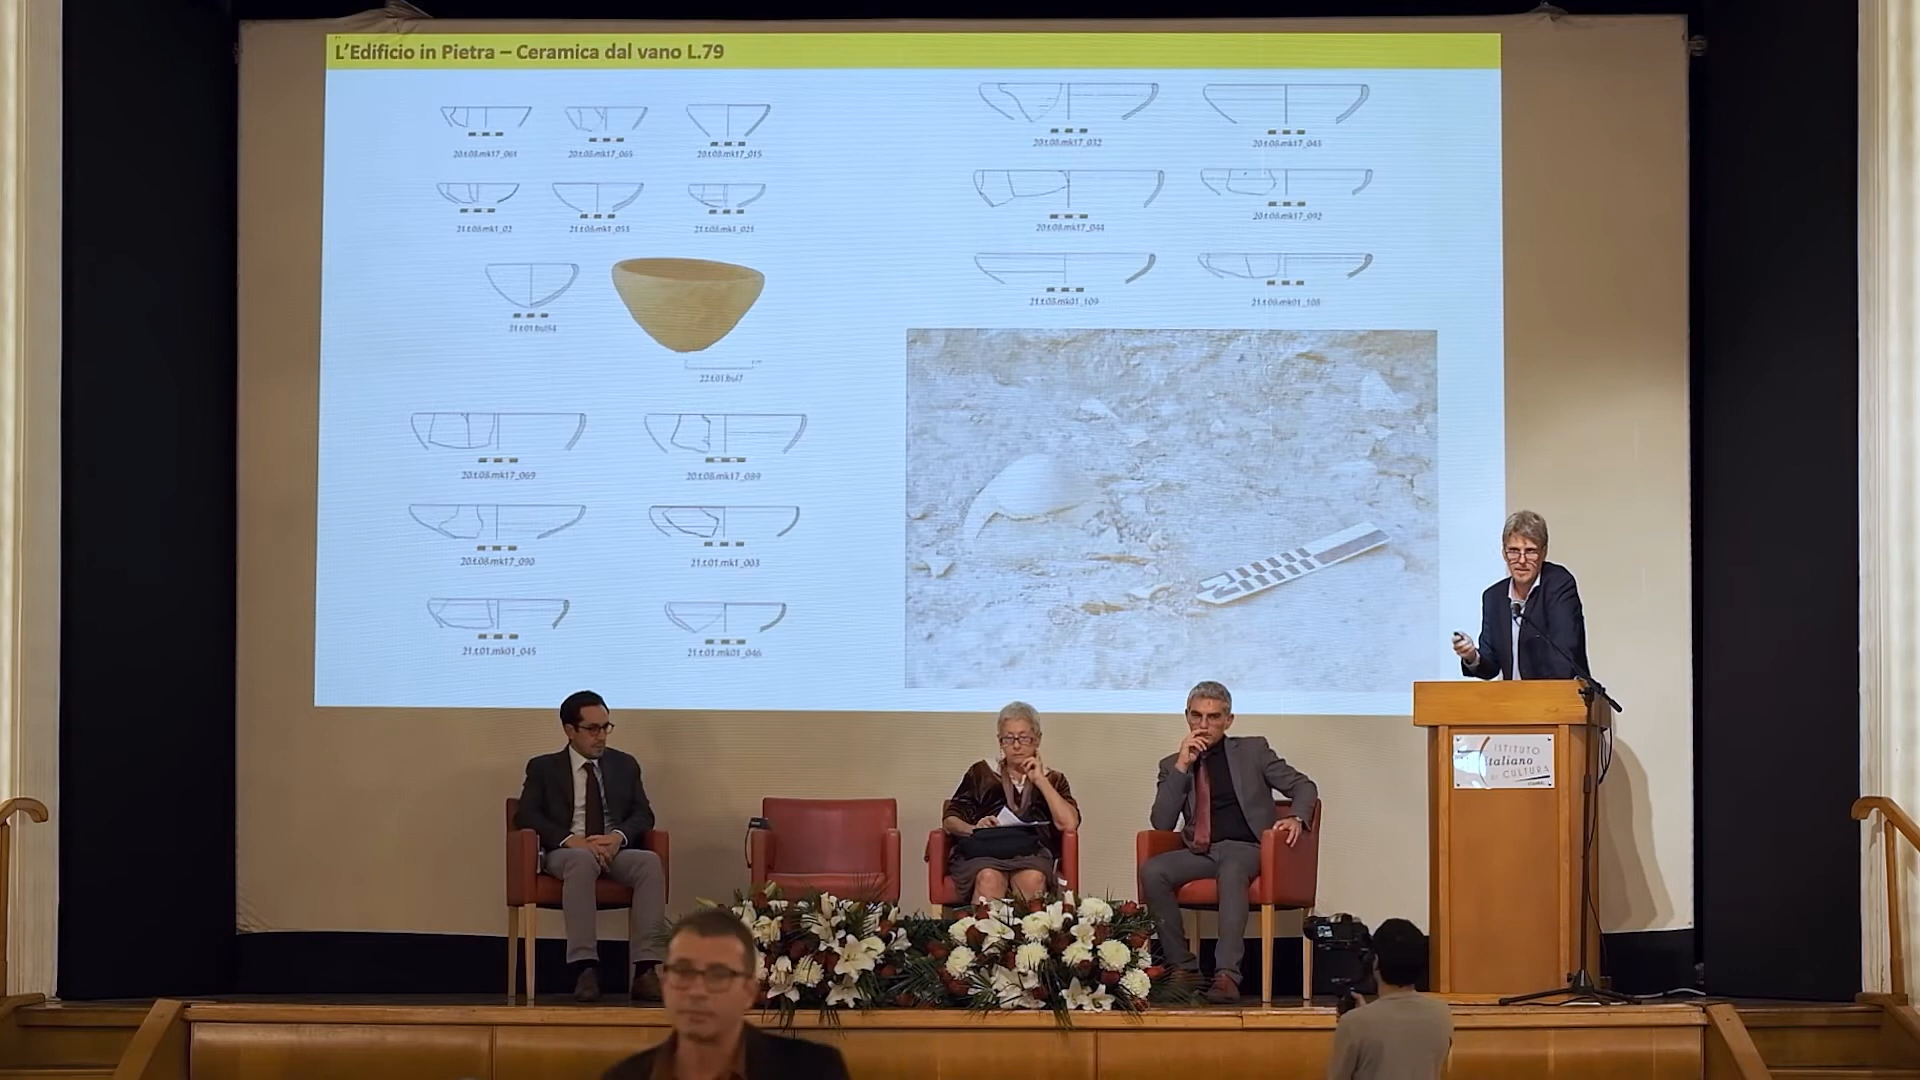 L'Edificio in Pietra – Ceramica dal vano L.79
20.t.08.mk17_061
20.t.08.mk17_065
20.t.08.mk17_015
21.t.08.mk1_02
21.t.08.mk1_055
21.t.08.mk1_021
21.t.01.bul54
22.t.01.bul7
20.t.08.mk17_069
20.t.08.mk17_089
20.t.08.mk17_090
21.t.01.mk1_003
21.t.01.mk01_045
21.t.01.mk01_046
20.t.08.mk17_032
20.t.08.mk17_043
20.t.08.mk17_044
20.t.08.mk17_092
21.t.08.mk01_109
21.t.08.mk01_108
ISTITUTO
italiano
DI CULTURA